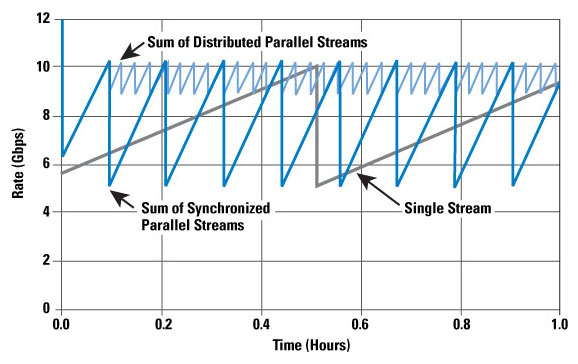 12
Sum of Distributed Parallel Streams
10
8
Rate (Gbps)
6
Sum of Synchronized
Parallel Streams
Single Stream
4
2
0
0.0 0.2 0.4 0.6 0.8 1.0
Time (Hours)